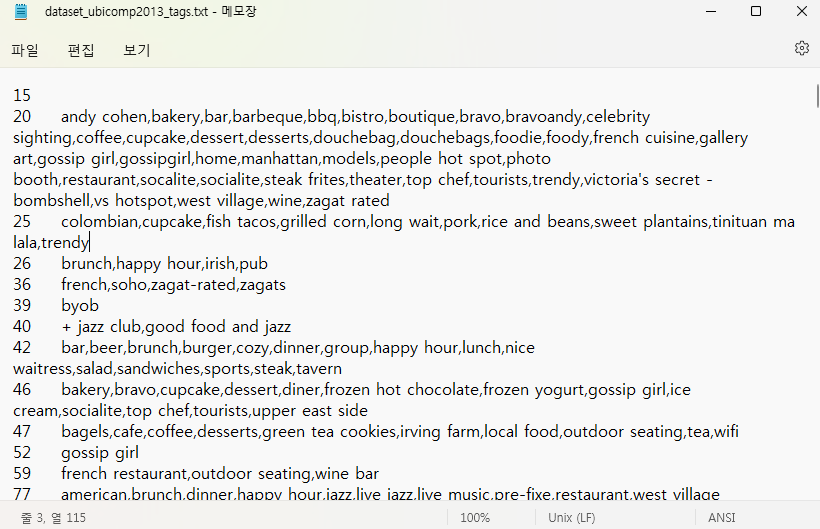 dataset_ubicomp2013_tags.txt - 메모장
파일 편집 보기
15
20 andy cohen,bakery,bar,barbeque,bbq,bistro,boutique,bravo,bravoandy,celebrity
sighting,coffee,cupcake,dessert,desserts,douchebag,douchebags,foodie,foody,french cuisine,gallery
art,gossip girl,gossipgirl,home,manhattan,models,people hot spot,photo
booth,restaurant,socalite,socialite,steak frites,theater,top chef,tourists,trendy,victoria's secret -
bombshell,vs hotspot,west village,wine,zagat rated
25 colombian,cupcake,fish tacos,grilled corn,long wait,pork,rice and beans,sweet plantains,tinituan ma
lala,trendy
26 brunch,happy hour,irish,pub
36 french,soho,zagat-rated,zagats
39 byob
40 + jazz club,good food and jazz
42 bar,beer,brunch,burger,cozy,dinner,group,happy hour,lunch,nice
waitress,salad,sandwiches,sports,steak,tavern
46 bakery,bravo,cupcake,dessert,diner,frozen hot chocolate,frozen yogurt,gossip girl,ice
cream,socialite,top chef,tourists,upper east side
47 bagels,cafe,coffee,desserts,green tea cookies,irving farm,local food,outdoor seating,tea,wifi
52 gossip girl
59 french restaurant,outdoor seating,wine bar
77 american,brunch,dinner,happy hour,jazz,live jazz,live music,pre-fixe,restaurant,west village
줄 3, 열 115 100% Unix (LF) ANSI